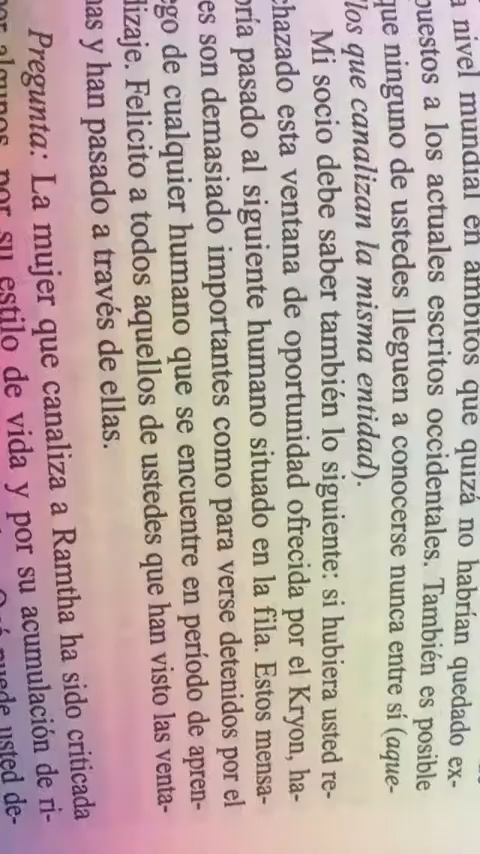 a nivel mundial en ámbitos que quizá no habrían quedado ex-
puestos a los actuales escritos occidentales. También es posible
que ninguno de ustedes lleguen a conocerse nunca entre sí (aque-
llos que canalizan la misma entidad).
Mi socio debe saber también lo siguiente: si hubiera usted re-
chazado esta ventana de oportunidad ofrecida por el Kryon, ha-
bría pasado al siguiente humano situado en la fila. Estos mensa-
es son demasiado importantes como para verse detenidos por el
ego de cualquier humano que se encuentre en período de apren-
dizaje. Felicito a todos aquellos de ustedes que han visto las venta-
nas y han pasado a través de ellas.
Pregunta: La mujer que canaliza a Ramtha ha sido criticada
por algunos por su estilo de vida y por su acumulación de ri-
puede usted de-